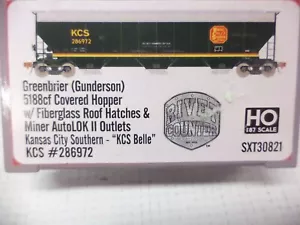 KCS
286972
Greenbrier (Gunderson)
5188cf Covered Hopper
w/ Fiberglass Roof Hatches &
Miner AutoLOK II Outlets
Kansas City Southern - "KCS Belle"
KCS #286972
RIVET
COUNTER
HO
1:87 SCALE
SXT30821